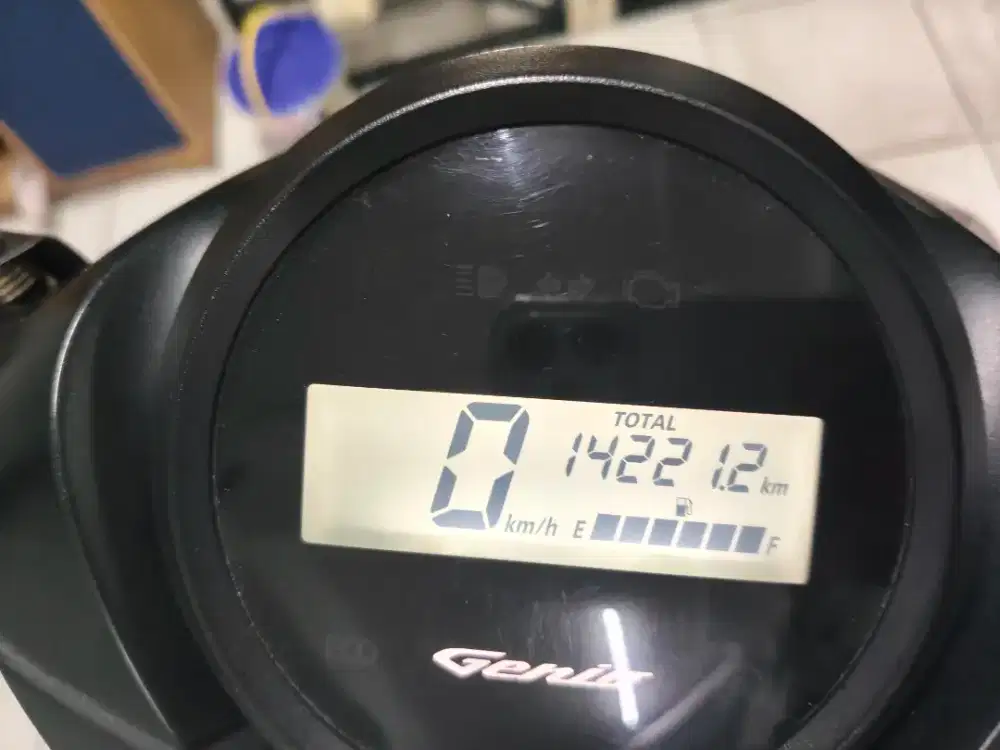 TOTAL
0 km/h 14221.2 km
E F
Genio